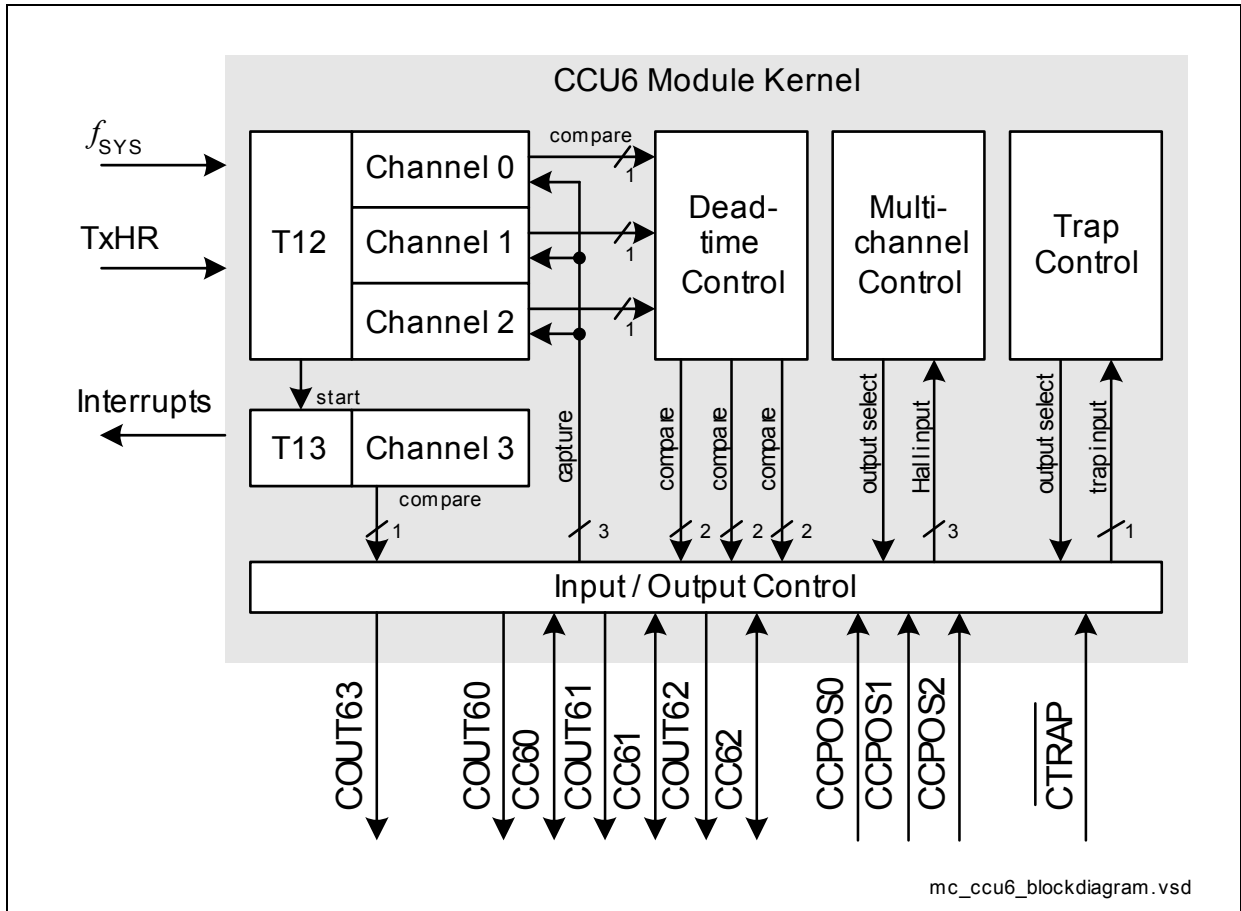 CCU6 Module Kernel
fSYS
TxHR
Interrupts
T12
Channel 0
Channel 1
Channel 2
compare
1
1
1
Dead-
time
Control
Multi-
channel
Control
Trap
Control
start
T13
Channel 3
compare
1
capture
3
compare
2
compare
2
compare
2
output select
Hall input
3
output select
trap input
1
Input / Output Control
COUT63
COUT60
CC60
COUT61
CC61
COUT62
CC62
CCPOS0
CCPOS1
CCPOS2
CTRAP
mc_ccu6_blockdiagram.vsd